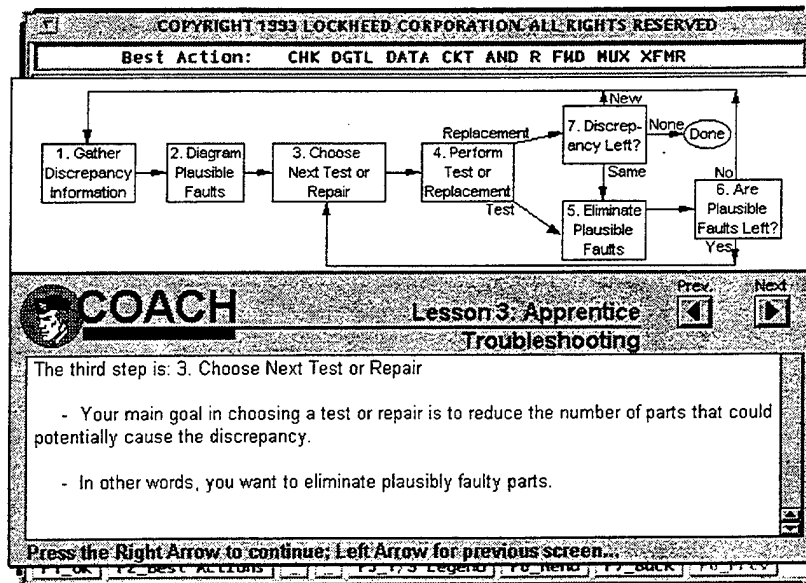 COPYRIGHT 1993 LOCKHEED CORPORATION. ALL RIGHTS RESERVED
Best Action: CHK DGTL DATA CKT AND R FWD MUX XFMR
1. Gather
Discrepancy
Information
2. Diagram
Plausible
Faults
3. Choose
Next Test or
Repair
4. Perform
Test or
Replacement
Replacement
Test
New
7. Discrep-
ancy Left?
None
Done
Same
5. Eliminate
Plausible
Faults
No
6. Are
Plausible
Faults Left?
Yes
COACH
Lesson 3: Apprentice
Troubleshooting
Prev.
Next
The third step is: 3. Choose Next Test or Repair
- Your main goal in choosing a test or repair is to reduce the number of parts that could
potentially cause the discrepancy.
- In other words, you want to eliminate plausibly faulty parts.
Press the Right Arrow to continue; Left Arrow for previous screen...
F1_OK F2_Best Actions Legend F6_Menu F7_Back